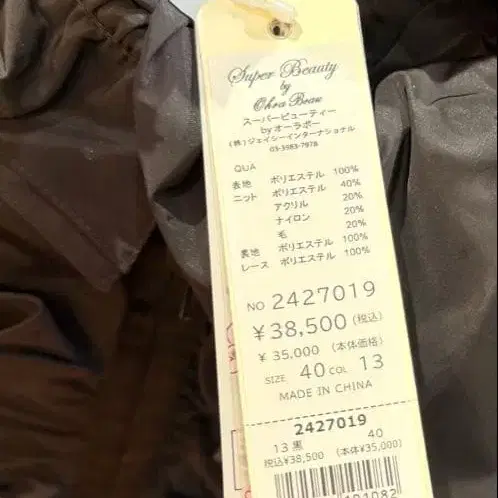 Super Beauty
by
Ohra Beau
スーパービューティー
byオーラボー
(株)ジェイシーインターナショナル
03-3983-7978
QUA
表地 ポリエステル 100%
ニット ポリエステル 40%
アクリル 20%
ナイロン 20%
毛 20%
裏地 ポリエステル 100%
レース ポリエステル 100%
NO 2427019
¥38,500(税込)
¥ 35,000 (本体価格)
SIZE 40 COL 13
MADE IN CHINA
2427019
13黒 40
税込¥38,500 (本体¥35,000)